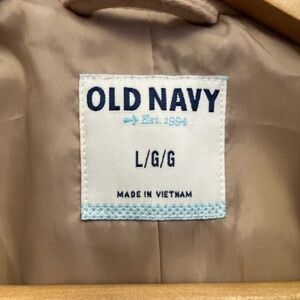 OLD NAVY
Est. 1994
L/G/G
MADE IN VIETNAM